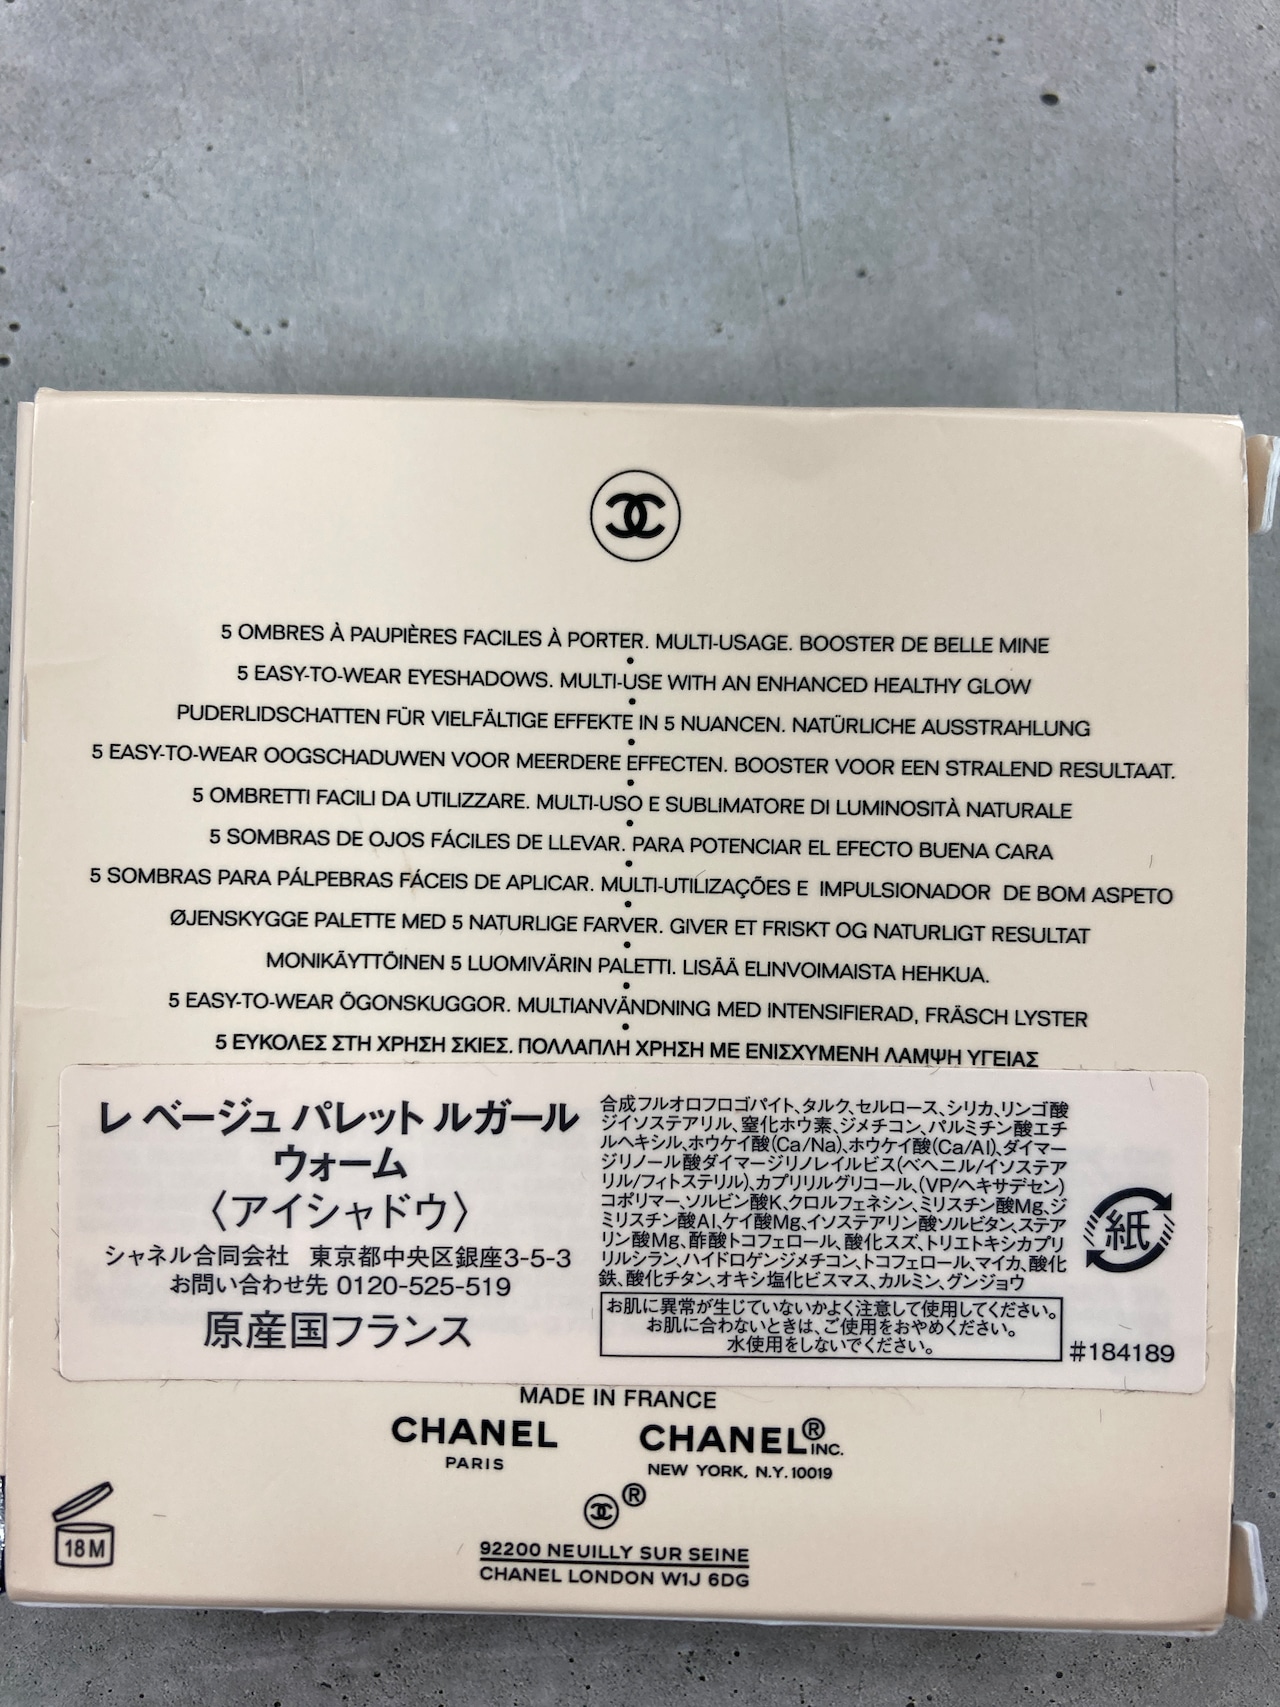 5 OMBRES À PAUPIÈRES FACILES À PORTER. MULTI-USAGE. BOOSTER DE BELLE MINE
5 EASY-TO-WEAR EYESHADOWS. MULTI-USE WITH AN ENHANCED HEALTHY GLOW
PUDERLIDSCHATTEN FÜR VIELFÄLTIGE EFFEKTE IN 5 NUANCEN. NATÜRLICHE AUSSTRAHLUNG
5 EASY-TO-WEAR OOGSCHADUWEN VOOR MEERDERE EFFECTEN. BOOSTER VOOR EEN STRALEND RESULTAAT.
5 OMBRETTI FACILI DA UTILIZZARE. MULTI-USO E SUBLIMATORE DI LUMINOSITÀ NATURALE
5 SOMBRAS DE OJOS FÁCILES DE LLEVAR. PARA POTENCIAR EL EFECTO BUENA CARA
5 SOMBRAS PARA PÁLPEBRAS FÁCEIS DE APLICAR. MULTI-UTILIZAÇÕES E IMPULSIONADOR DE BOM ASPETO
ØJENSKYGGE PALETTE MED 5 NATURLIGE FARVER. GIVER ET FRISKT OG NATURLIGT RESULTAT
MONIKÄYTTÖINEN 5 LUOMIVÄRIN PALETTI. LISÄÄ ELINVOIMAISTA HEHKUA.
5 EASY-TO-WEAR ÖGONSKUGGOR. MULTIANVÄNDNING MED INTENSIFIERAD, FRÄSCH LYSTER
5 ΕΥΚΟΛΕΣ ΣΤΗ ΧΡΗΣΗ ΣΚΙΕΣ. ΠΟΛΛΑΠΛΗ ΧΡΗΣΗ ΜΕ ΕΝΙΣΧΥΜΕΝΗ ΛΑΜΨΗ ΥΓΕΙΑΣ
レ ベージュ パレット ルガール
ウォーム
〈アイシャドウ〉
シャネル合同会社 東京都中央区銀座3-5-3
お問い合わせ先 0120-525-519
原産国フランス
合成フルオロフロゴパイト、タルク、セルロース、シリカ、リンゴ酸
ジイソステアリル、窒化ホウ素、ジメチコン、パルミチン酸エチ
ルヘキシル、ホウケイ酸(Ca/Na)、ホウケイ酸(Ca/Al)、ダイマー
ジリノール酸ダイマージリノレイルビス(ベヘニル/イソステア
リル/フィトステリル)、カプリリルグリコール、(VP/ヘキサデセン)
コポリマー、ソルビン酸K、クロルフェネシン、ミリスチン酸Mg、ジ
ミリスチン酸Al、ケイ酸Mg、イソステアリン酸ソルビタン、ステア
リン酸Mg、酢酸トコフェロール、酸化スズ、トリエトキシカプリ
リルシラン、ハイドロゲンジメチコン、トコフェロール、マイカ、酸化
鉄、酸化チタン、オキシ塩化ビスマス、カルミン、グンジョウ
お肌に異常が生じていないかよく注意して使用してください。
お肌に合わないときは、ご使用をおやめください。
水使用をしないでください。
紙
#184189
MADE IN FRANCE
CHANEL
PARIS
CHANEL® INC.
NEW YORK, N.Y. 10019
®
18 M
92200 NEUILLY SUR SEINE
CHANEL LONDON W1J 6DG